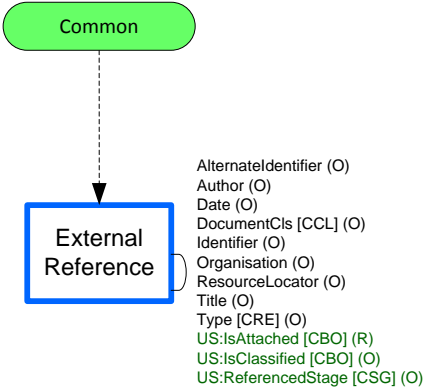 Common
External
Reference
AlternateIdentifier (O)
Author (O)
Date (O)
DocumentCls [CCL] (O)
Identifier (O)
Organisation (O)
ResourceLocator (O)
Title (O)
Type [CRE] (O)
US:IsAttached [CBO] (R)
US:IsClassified [CBO] (O)
US:ReferencedStage [CSG] (O)